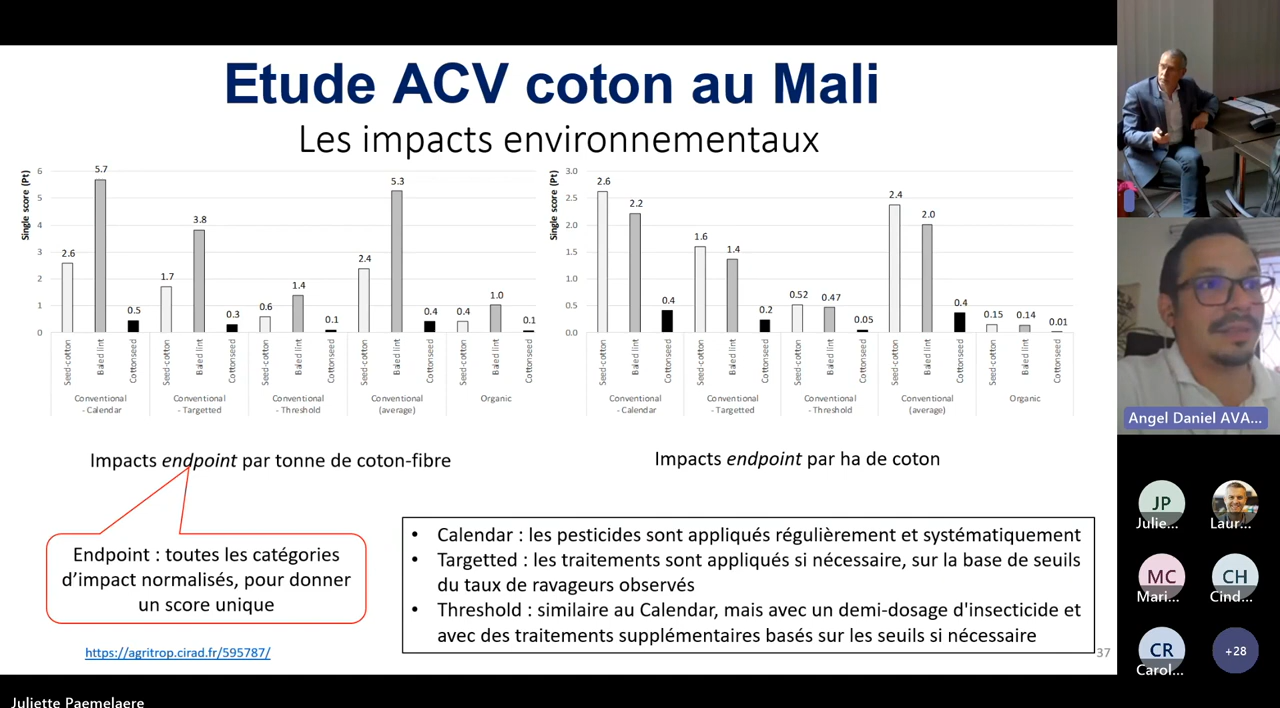 Etude ACV coton au Mali
Les impacts environnementaux
Single score (Pt)
6
5
4
3
2
1
0
2.6
5.7
0.5
1.7
3.8
0.3
0.6
1.4
0.1
2.4
5.3
0.4
0.4
1.0
0.1
Seed-cotton
Baled lint
Cottonseed
Seed-cotton
Baled lint
Cottonseed
Seed-cotton
Baled lint
Cottonseed
Seed-cotton
Baled lint
Cottonseed
Seed-cotton
Baled lint
Cottonseed
Conventional
- Calendar
Conventional
- Targetted
Conventional
- Threshold
Conventional
(average)
Organic
Single score (Pt)
3.0
2.5
2.0
1.5
1.0
0.5
0.0
2.6
2.2
0.4
1.6
1.4
0.2
0.52
0.47
0.05
2.4
2.0
0.4
0.15
0.14
0.01
Seed-cotton
Baled lint
Cottonseed
Seed-cotton
Baled lint
Cottonseed
Seed-cotton
Baled lint
Cottonseed
Seed-cotton
Baled lint
Cottonseed
Seed-cotton
Baled lint
Cottonseed
Conventional
- Calendar
Conventional
- Targetted
Conventional
- Threshold
Conventional
(average)
Organic
Impacts endpoint par tonne de coton-fibre
Impacts endpoint par ha de coton
Endpoint : toutes les catégories
d’impact normalisés, pour donner
un score unique
• Calendar : les pesticides sont appliqués régulièrement et systématiquement
• Targetted : les traitements sont appliqués si nécessaire, sur la base de seuils
du taux de ravageurs observés
• Threshold : similaire au Calendar, mais avec un demi-dosage d'insecticide et
avec des traitements supplémentaires basés sur les seuils si nécessaire
https://agritrop.cirad.fr/595787/
37
Angel Daniel AVA...
JP
Julie...
Laur...
MC
Mari...
CH
Cind...
CR
Carol...
+28
Juliette Paemelaere